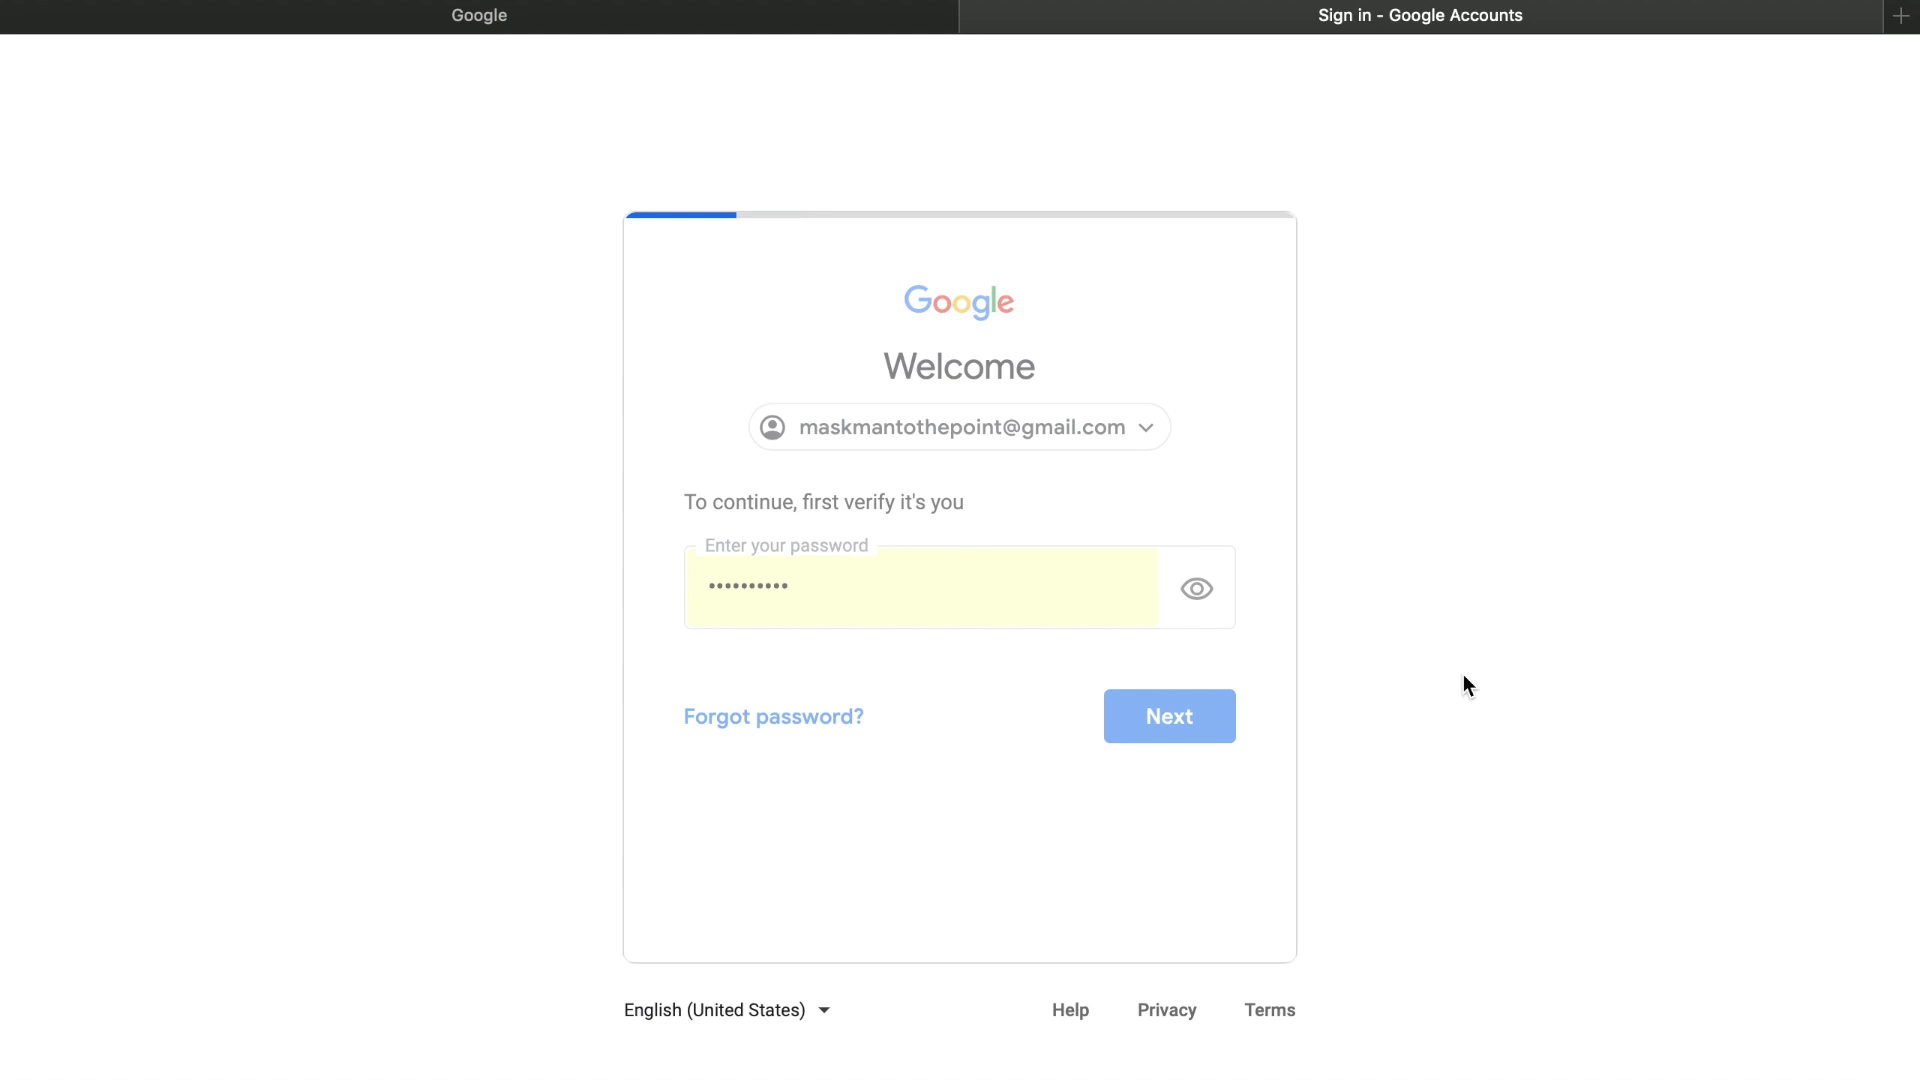 Google
Sign in - Google Accounts
Google
Welcome
maskmantothepoint@gmail.com
To continue, first verify it's you
Enter your password
••••••••••
Forgot password?
Next
English (United States)
Help
Privacy
Terms